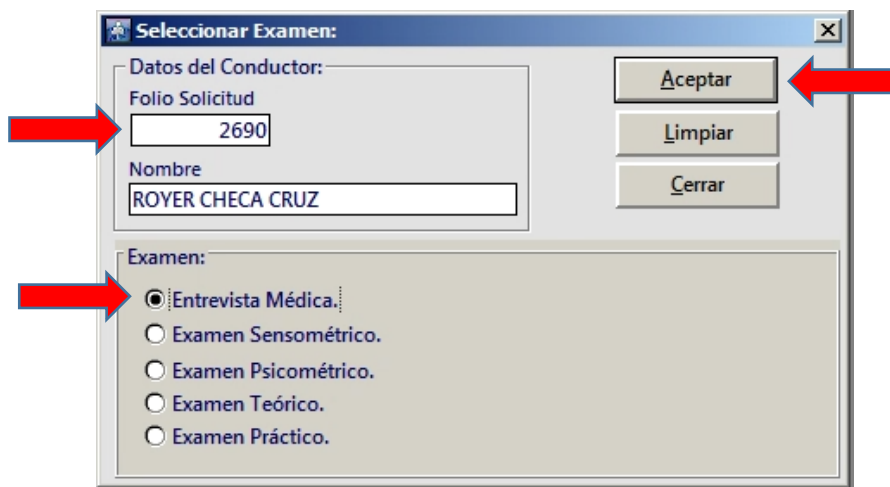 Seleccionar Examen:
Datos del Conductor:
Folio Solicitud
2690
Nombre
ROYER CHECA CRUZ
Aceptar
Limpiar
Cerrar
Examen:
Entrevista Médica.
Examen Sensométrico.
Examen Psicométrico.
Examen Teórico.
Examen Práctico.